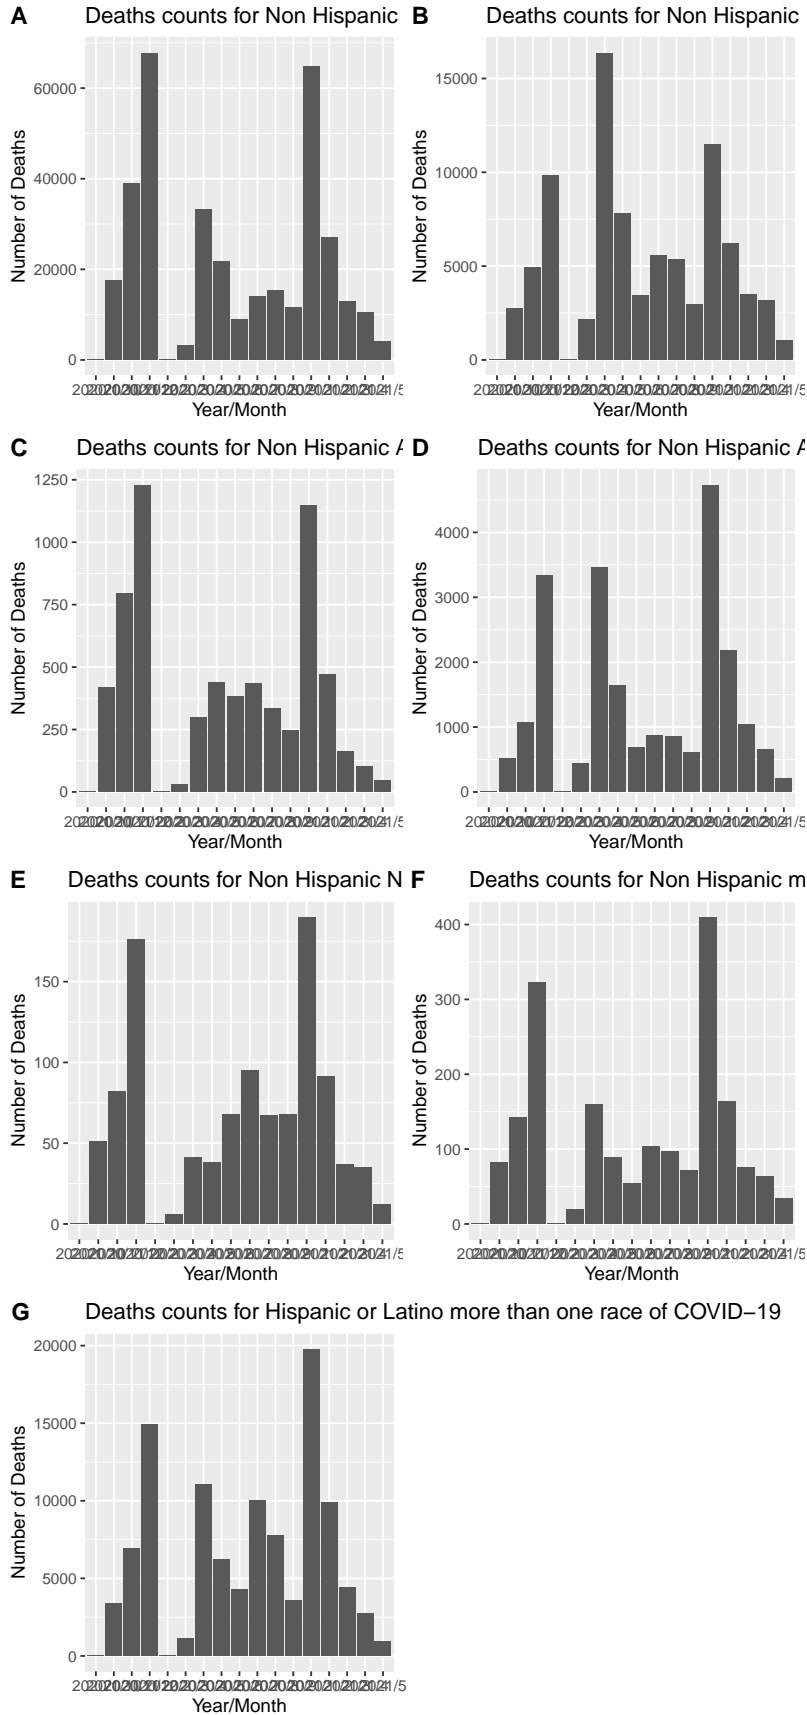 A Deaths counts for Non Hispanic
60000
40000
20000
0
Number of Deaths
Year/Month
B Deaths counts for Non Hispanic
15000
10000
5000
0
Number of Deaths
Year/Month
C Deaths counts for Non Hispanic A
1250
1000
750
500
250
0
Number of Deaths
Year/Month
D Deaths counts for Non Hispanic A
4000
3000
2000
1000
0
Number of Deaths
Year/Month
E Deaths counts for Non Hispanic N
150
100
50
0
Number of Deaths
Year/Month
F Deaths counts for Non Hispanic m
400
300
200
100
0
Number of Deaths
Year/Month
G Deaths counts for Hispanic or Latino more than one race of COVID−19
20000
15000
10000
5000
0
Number of Deaths
Year/Month